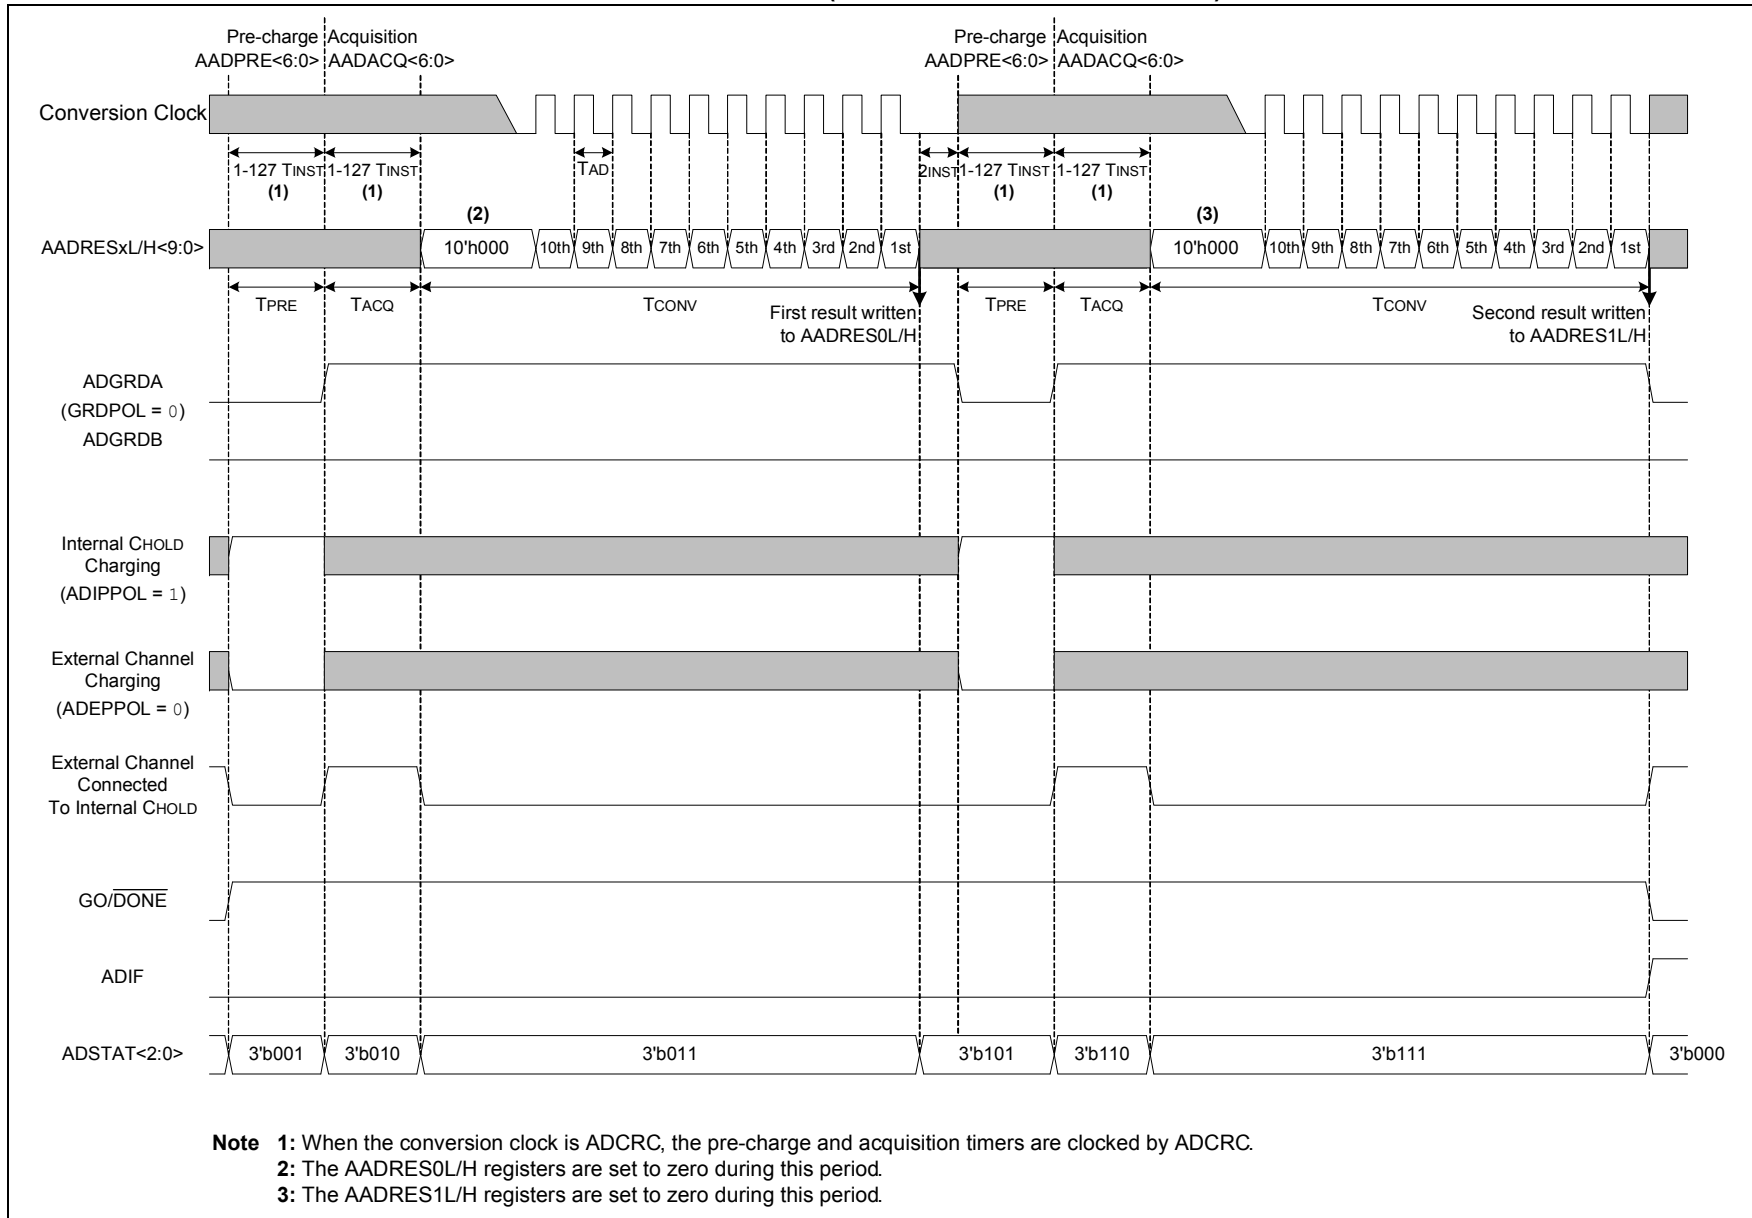 Pre-charge Acquisition Pre-charge Acquisition
AADPRE<6:0> AADACQ<6:0> AADPRE<6:0> AADACQ<6:0>
Conversion Clock
1-127 TINST 1-127 TINST TAD 2INST 1-127 TINST 1-127 TINST
(1) (1) (1) (1)
(2) (3)
AADRESxL/H<9:0> 10'h000 10th 9th 8th 7th 6th 5th 4th 3rd 2nd 1st 10'h000 10th 9th 8th 7th 6th 5th 4th 3rd 2nd 1st
TPRE TACQ TCONV TPRE TACQ TCONV
First result written Second result written
to AADRES0L/H to AADRES1L/H
ADGRDA
(GRDPOL = 0)
ADGRDB
Internal CHOLD
Charging
(ADIPPOL = 1)
External Channel
Charging
(ADEPPOL = 0)
External Channel
Connected
To Internal CHOLD
GO/DONE
ADIF
ADSTAT<2:0> 3'b001 3'b010 3'b011 3'b101 3'b110 3'b111 3'b000
Note 1: When the conversion clock is ADCRC, the pre-charge and acquisition timers are clocked by ADCRC.
2: The AADRES0L/H registers are set to zero during this period.
3: The AADRES1L/H registers are set to zero during this period.